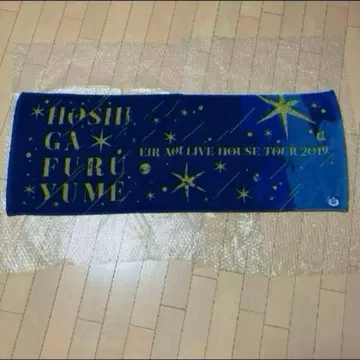 HOSHI
GA
FURU
YUME
EIR AOI LIVE HOUSE TOUR 2019